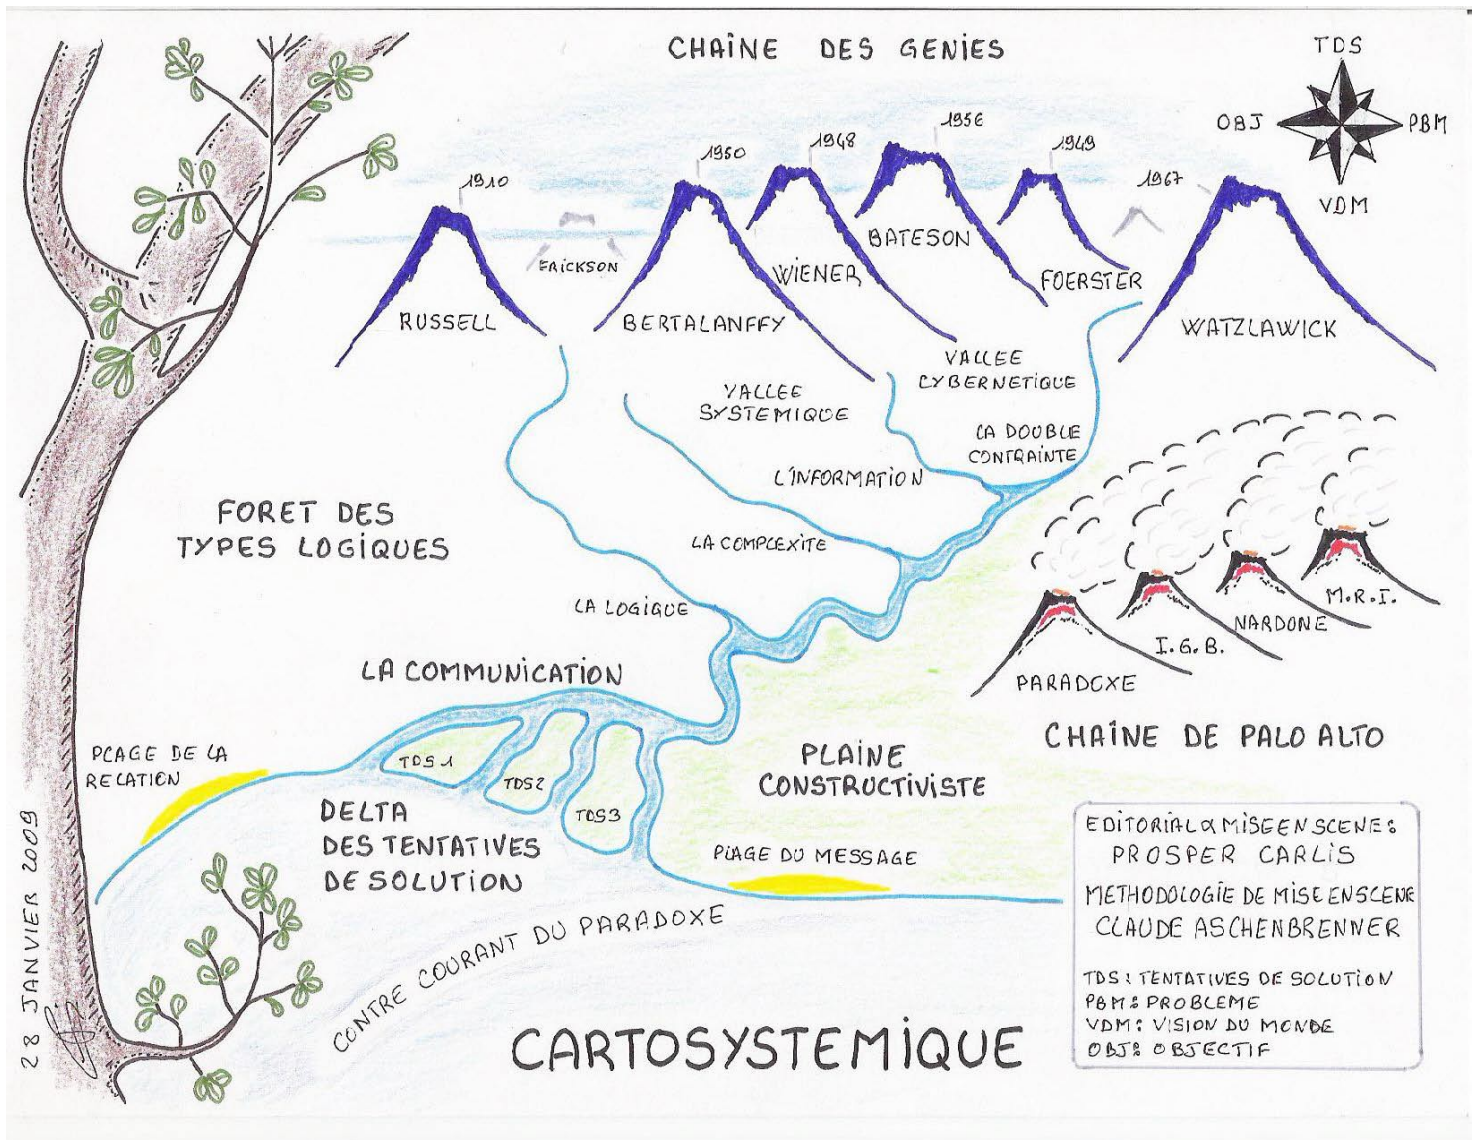 CHAÎNE DES GENIES
TDS
OBJ
PBM
VDM
1910
1950
1948
1956
1949
1967
RUSSELL
ERICKSON
BERTALANFFY
WIENER
BATESON
FOERSTER
WATZLAWICK
VALLEE
CYBERNETIQUE
VALLEE
SYSTEMIQUE
LA DOUBLE
CONTRAINTE
L'INFORMATION
FORET DES
TYPES LOGIQUES
LA COMPLEXITE
LA LOGIQUE
M.R.I.
NARDONE
I.G.B.
PARADOXE
LA COMMUNICATION
CHAÎNE DE PALO ALTO
PLAGE DE LA
RELATION
TDS1
TDS2
TDS3
PLAINE
CONSTRUCTIVISTE
DELTA
DES TENTATIVES
DE SOLUTION
PLAGE DU MESSAGE
CONTRE COURANT DU PARADOXE
EDITORIAL & MISE EN SCENE:
PROSPER CARLIS
METHODOLOGIE DE MISE EN SCENE
CLAUDE ASCHENBRENNER
TDS: TENTATIVES DE SOLUTION
PBM: PROBLEME
VDM: VISION DU MONDE
OBJ: OBJECTIF
28 JANVIER 2009
CARTOSYSTEMIQUE